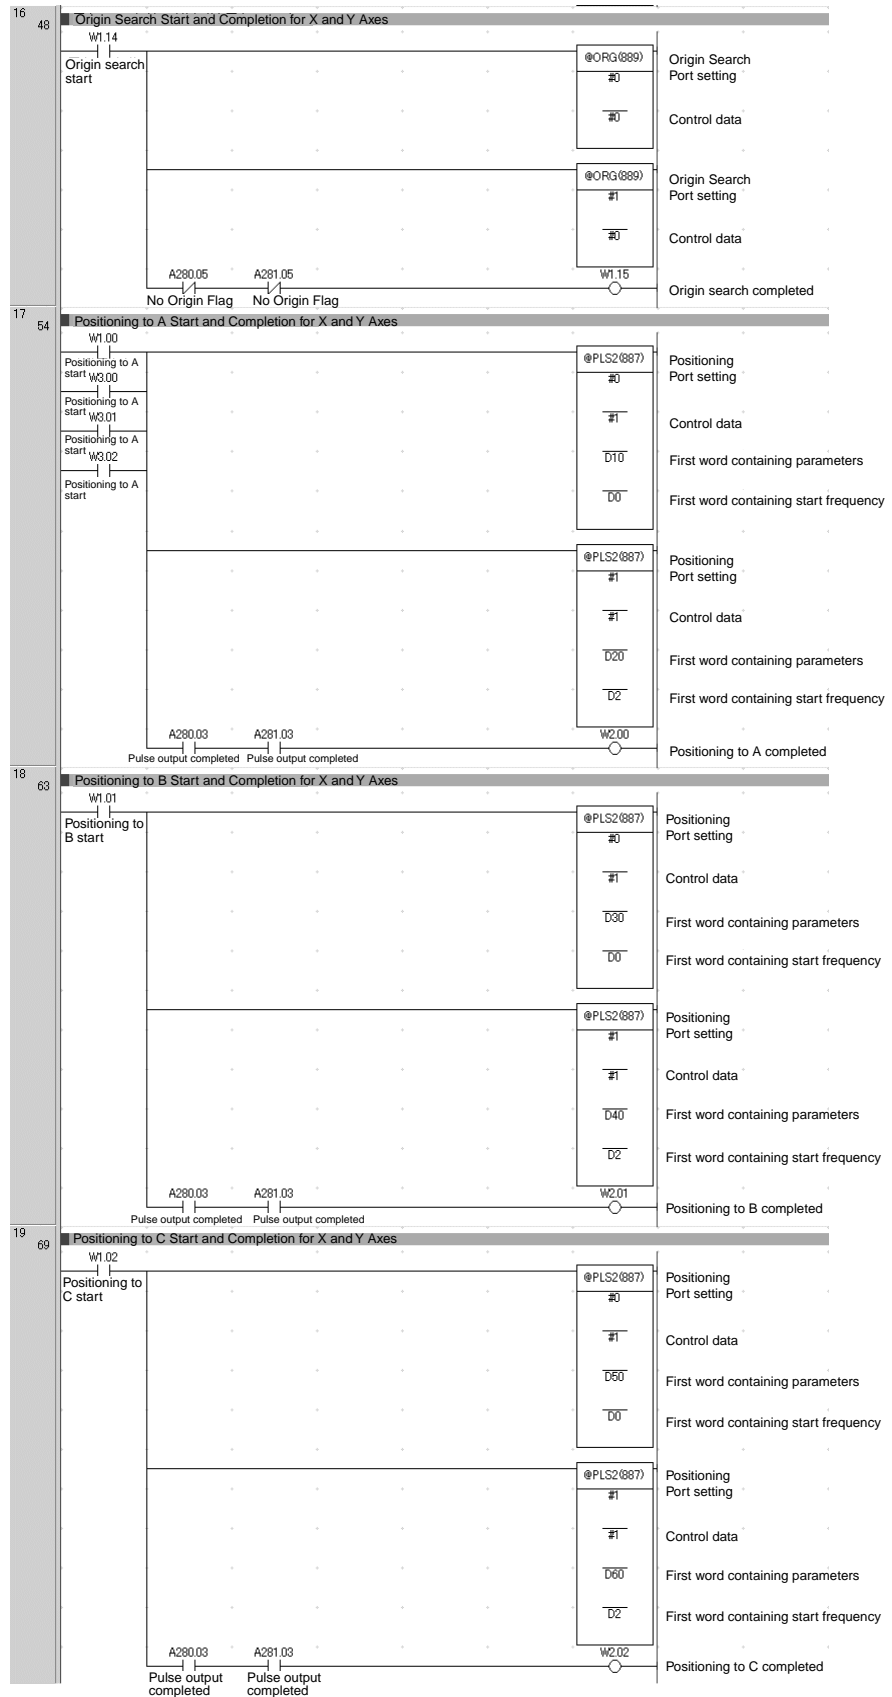 16
48
Origin Search Start and Completion for X and Y Axes
W1.14
Origin search
start
@ORG(889)
Origin Search
#0
Port setting
#0
Control data
@ORG(889)
Origin Search
#1
Port setting
#0
Control data
A280.05
A281.05
W1.15
Origin search completed
No Origin Flag
No Origin Flag
17
54
Positioning to A Start and Completion for X and Y Axes
W1.00
Positioning to A
start
W3.00
Positioning to A
start
W3.01
Positioning to A
start
W3.02
Positioning to A
start
@PLS2(887)
Positioning
#0
Port setting
#1
Control data
D10
First word containing parameters
D0
First word containing start frequency
@PLS2(887)
Positioning
#1
Port setting
#1
Control data
D20
First word containing parameters
D2
First word containing start frequency
A280.03
A281.03
W2.00
Positioning to A completed
Pulse output completed
Pulse output completed
18
63
Positioning to B Start and Completion for X and Y Axes
W1.01
Positioning to
B start
@PLS2(887)
Positioning
#0
Port setting
#1
Control data
D30
First word containing parameters
D0
First word containing start frequency
@PLS2(887)
Positioning
#1
Port setting
#1
Control data
D40
First word containing parameters
D2
First word containing start frequency
A280.03
A281.03
W2.01
Positioning to B completed
Pulse output completed
Pulse output completed
19
69
Positioning to C Start and Completion for X and Y Axes
W1.02
Positioning to
C start
@PLS2(887)
Positioning
#0
Port setting
#1
Control data
D50
First word containing parameters
D0
First word containing start frequency
@PLS2(887)
Positioning
#1
Port setting
#1
Control data
D60
First word containing parameters
D2
First word containing start frequency
A280.03
A281.03
W2.02
Positioning to C completed
Pulse output
completed
Pulse output
completed